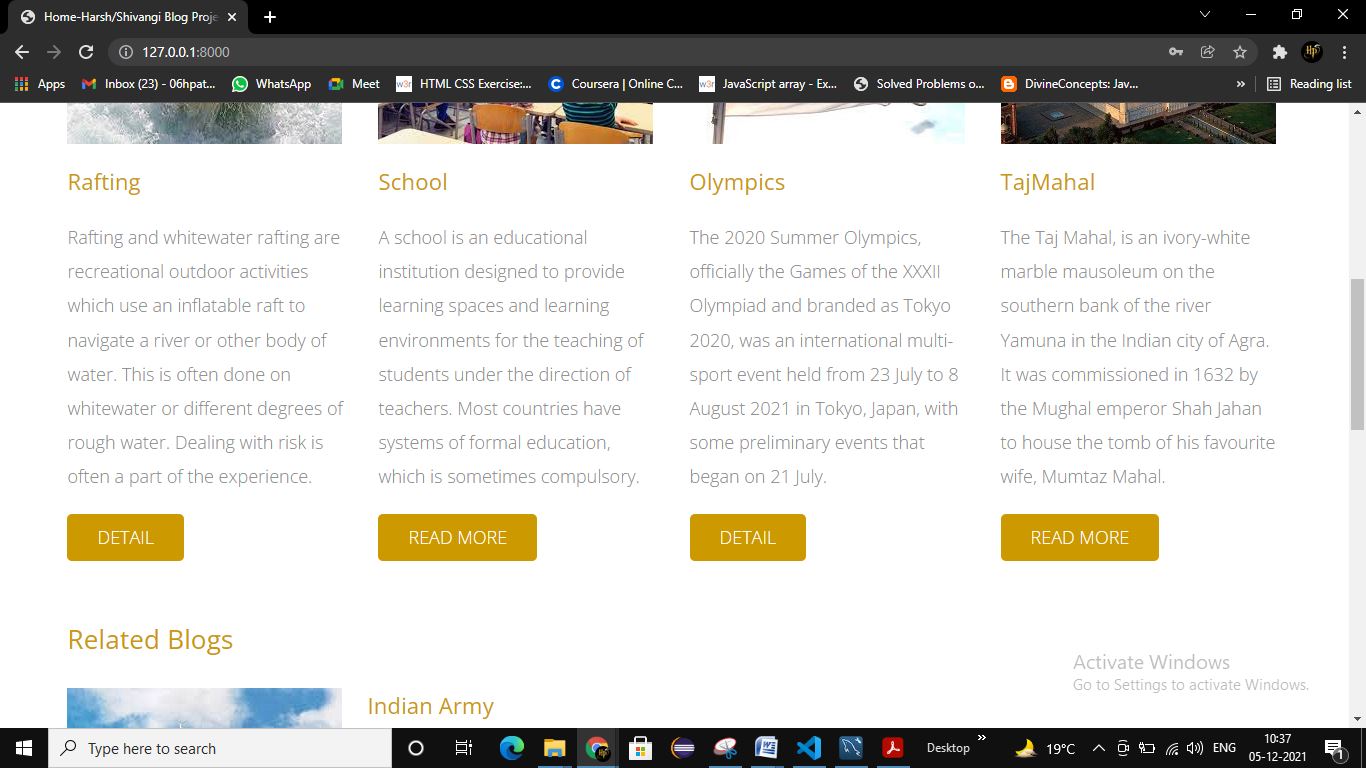 Home-Harsh/Shivangi Blog Proje
127.0.0.1:8000
Apps
Inbox (23) - 06hpat...
WhatsApp
Meet
HTML CSS Exercise:...
Coursera | Online C...
JavaScript array - Ex...
Solved Problems o...
DivineConcepts: Jav...
»
Reading list
Rafting
Rafting and whitewater rafting are
recreational outdoor activities
which use an inflatable raft to
navigate a river or other body of
water. This is often done on
whitewater or different degrees of
rough water. Dealing with risk is
often a part of the experience.
DETAIL
School
A school is an educational
institution designed to provide
learning spaces and learning
environments for the teaching of
students under the direction of
teachers. Most countries have
systems of formal education,
which is sometimes compulsory.
READ MORE
Olympics
The 2020 Summer Olympics,
officially the Games of the XXXII
Olympiad and branded as Tokyo
2020, was an international multi-
sport event held from 23 July to 8
August 2021 in Tokyo, Japan, with
some preliminary events that
began on 21 July.
DETAIL
TajMahal
The Taj Mahal, is an ivory-white
marble mausoleum on the
southern bank of the river
Yamuna in the Indian city of Agra.
It was commissioned in 1632 by
the Mughal emperor Shah Jahan
to house the tomb of his favourite
wife, Mumtaz Mahal.
READ MORE
Related Blogs
Indian Army
Activate Windows
Go to Settings to activate Windows.
Type here to search
Desktop
»
19°C
ENG
10:37
05-12-2021
1